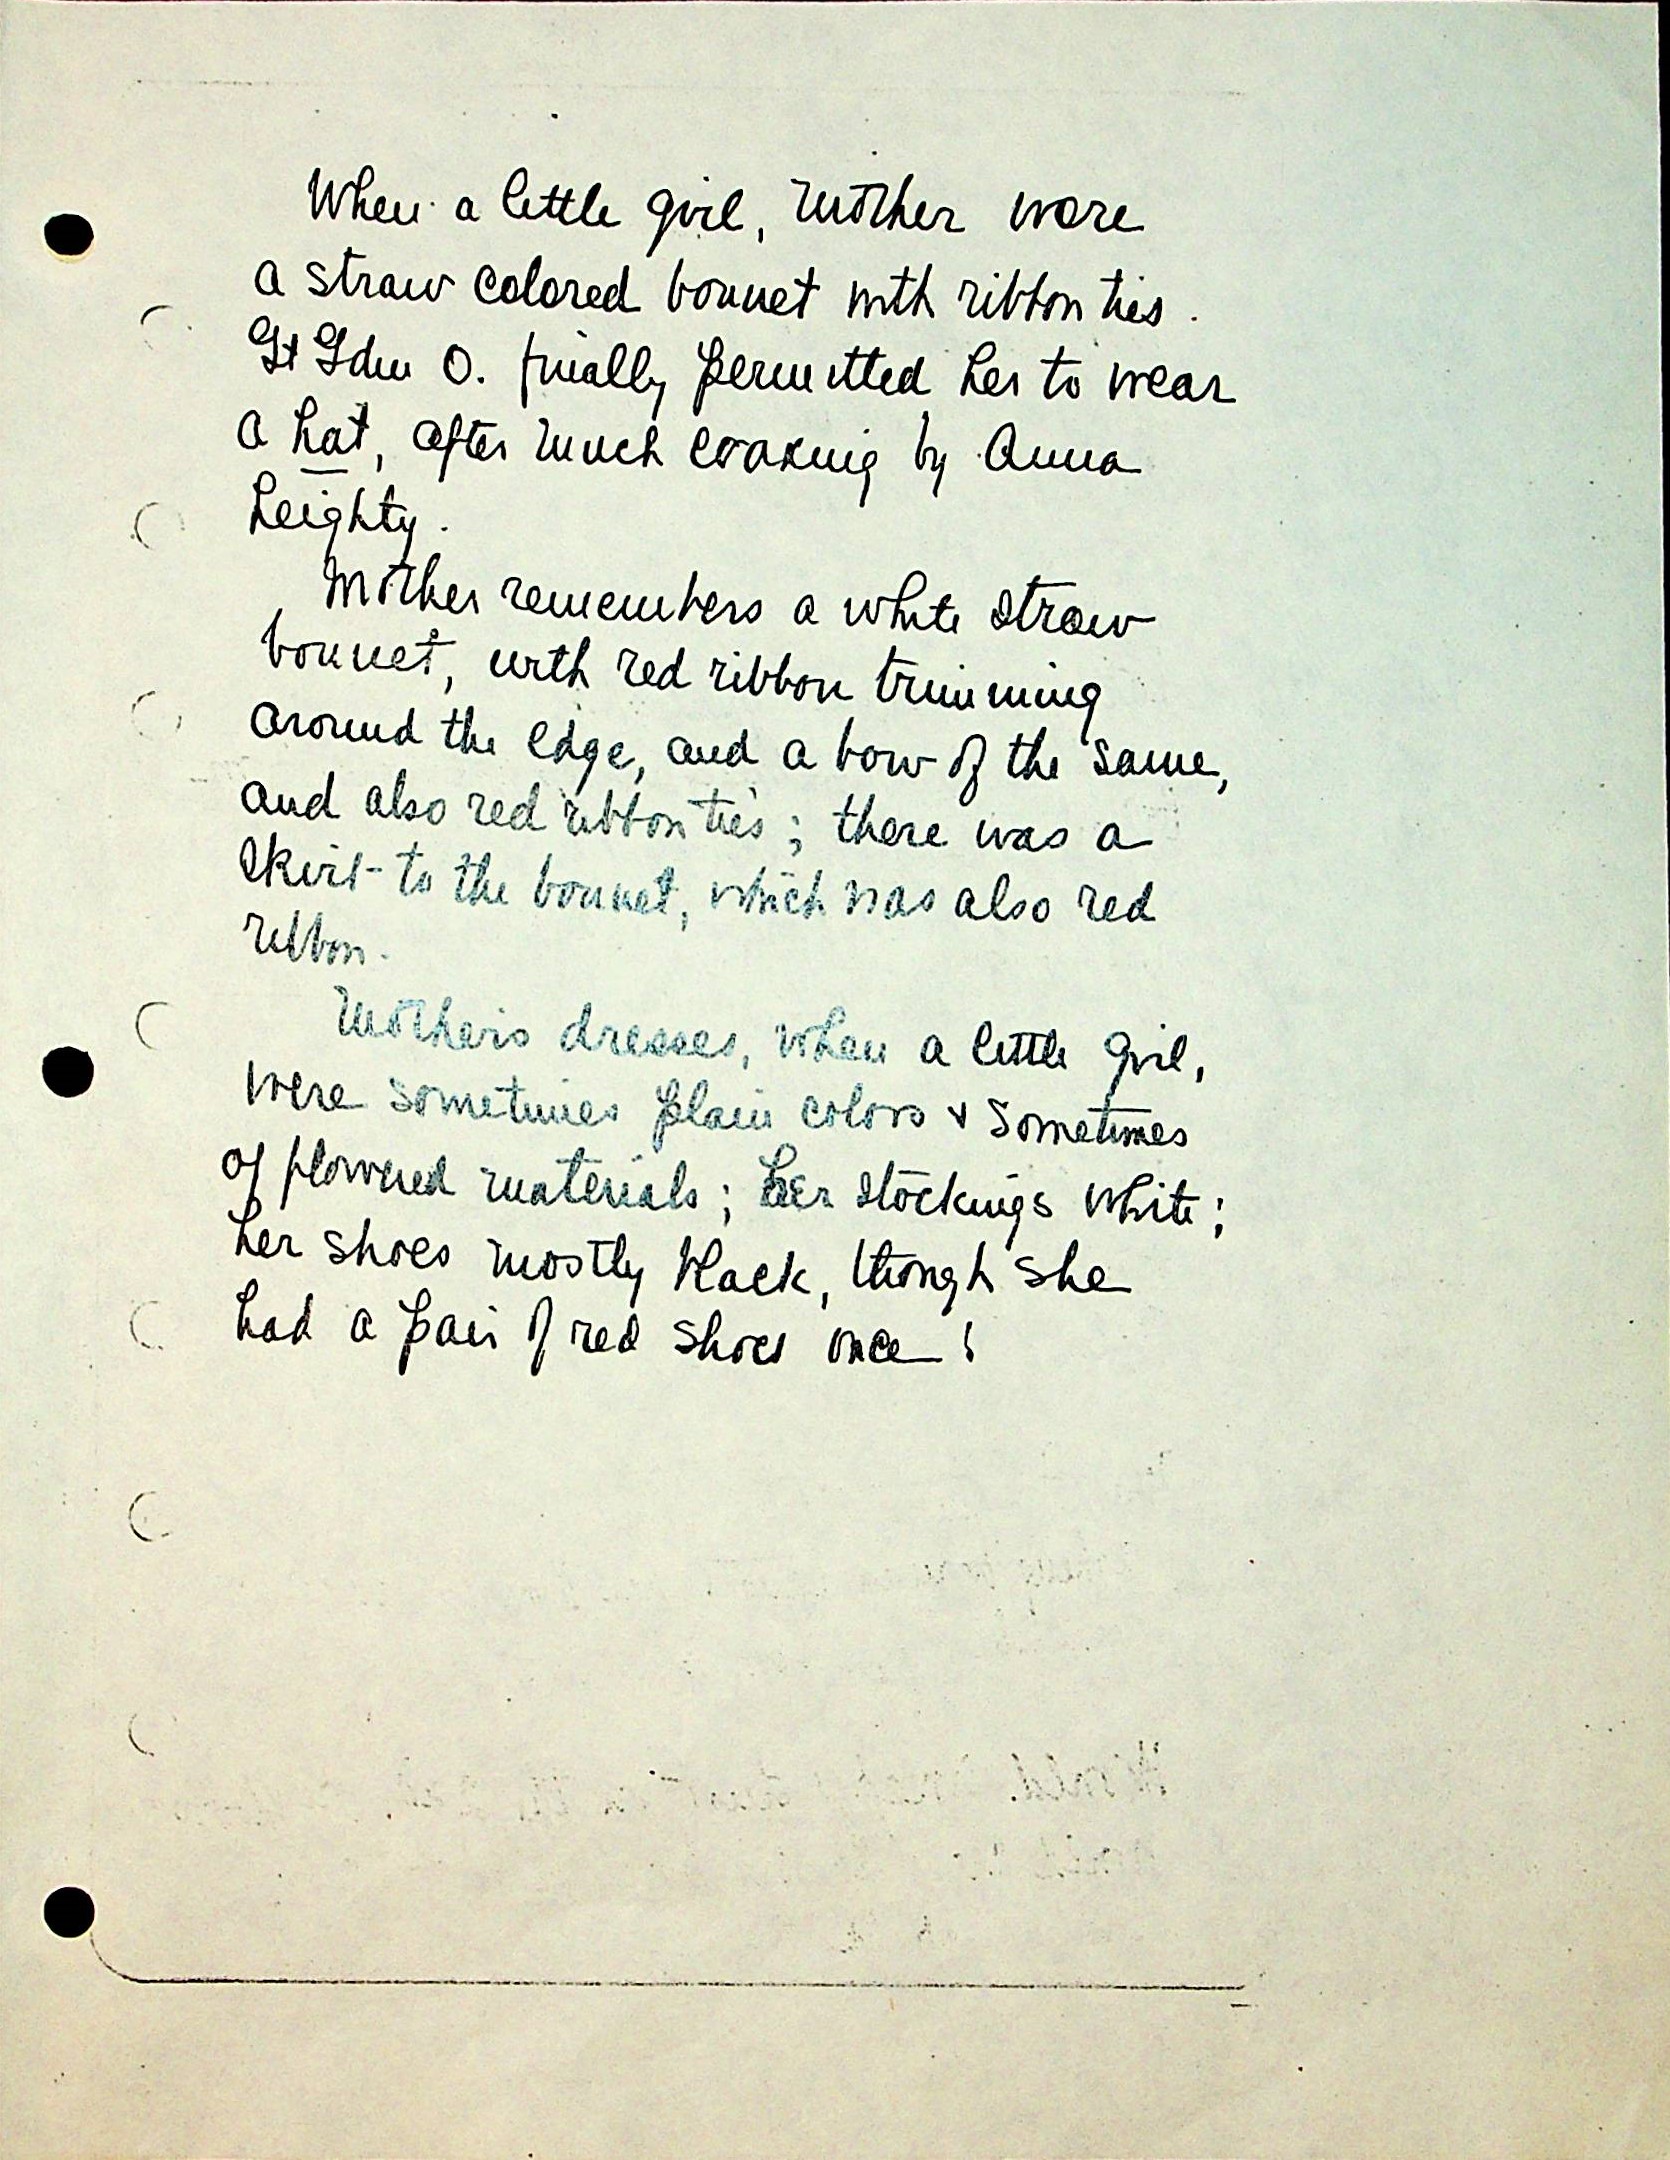 When a little girl, Mother wore
a straw colored bonnet with ribbon ties.
Gt Gdm O. finally permitted her to wear
a hat, after much coaxing by Anna
Leighty.
Mother remembers a white straw
bonnet, with red ribbon trimming
around the edge, and a bow of the same,
and also red ribbon ties; there was a
skirt to the bonnet, which was also red
ribbon.
Mother's dresses, when a little girl,
were sometimes plain colors & sometimes
of flowered materials; her stockings white;
her shoes mostly black, though she
had a pair of red shoes once!